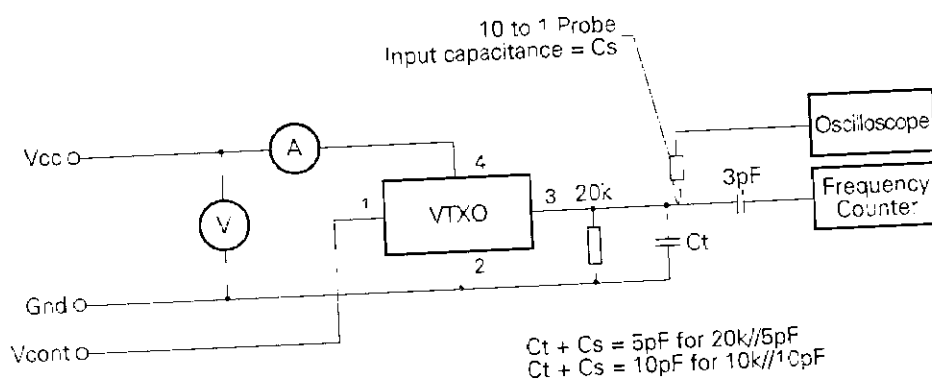 10 to 1 Probe
Input capacitance = Cs
Oscilloscope
Vcc
A
4
3pF
Frequency
Counter
1
VTXO
3
20k
V
Ct
2
Gnd
Vcont
Ct + Cs = 5pF for 20k//5pF
Ct + Cs = 10pF for 10k//10pF